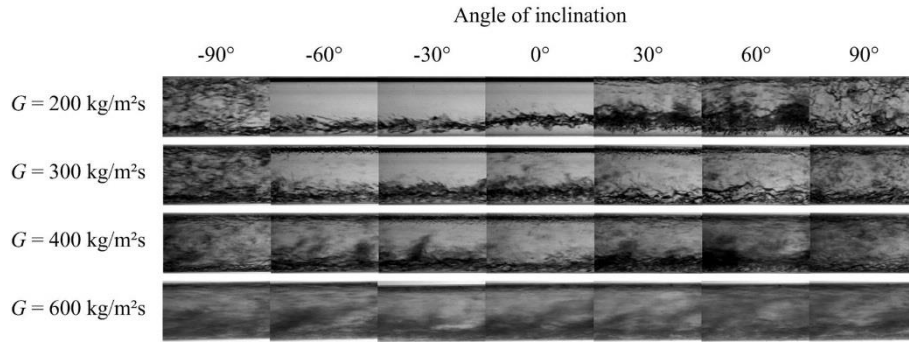 Angle of inclination
-90° -60° -30° 0° 30° 60° 90°
G = 200 kg/m²s
G = 300 kg/m²s
G = 400 kg/m²s
G = 600 kg/m²s